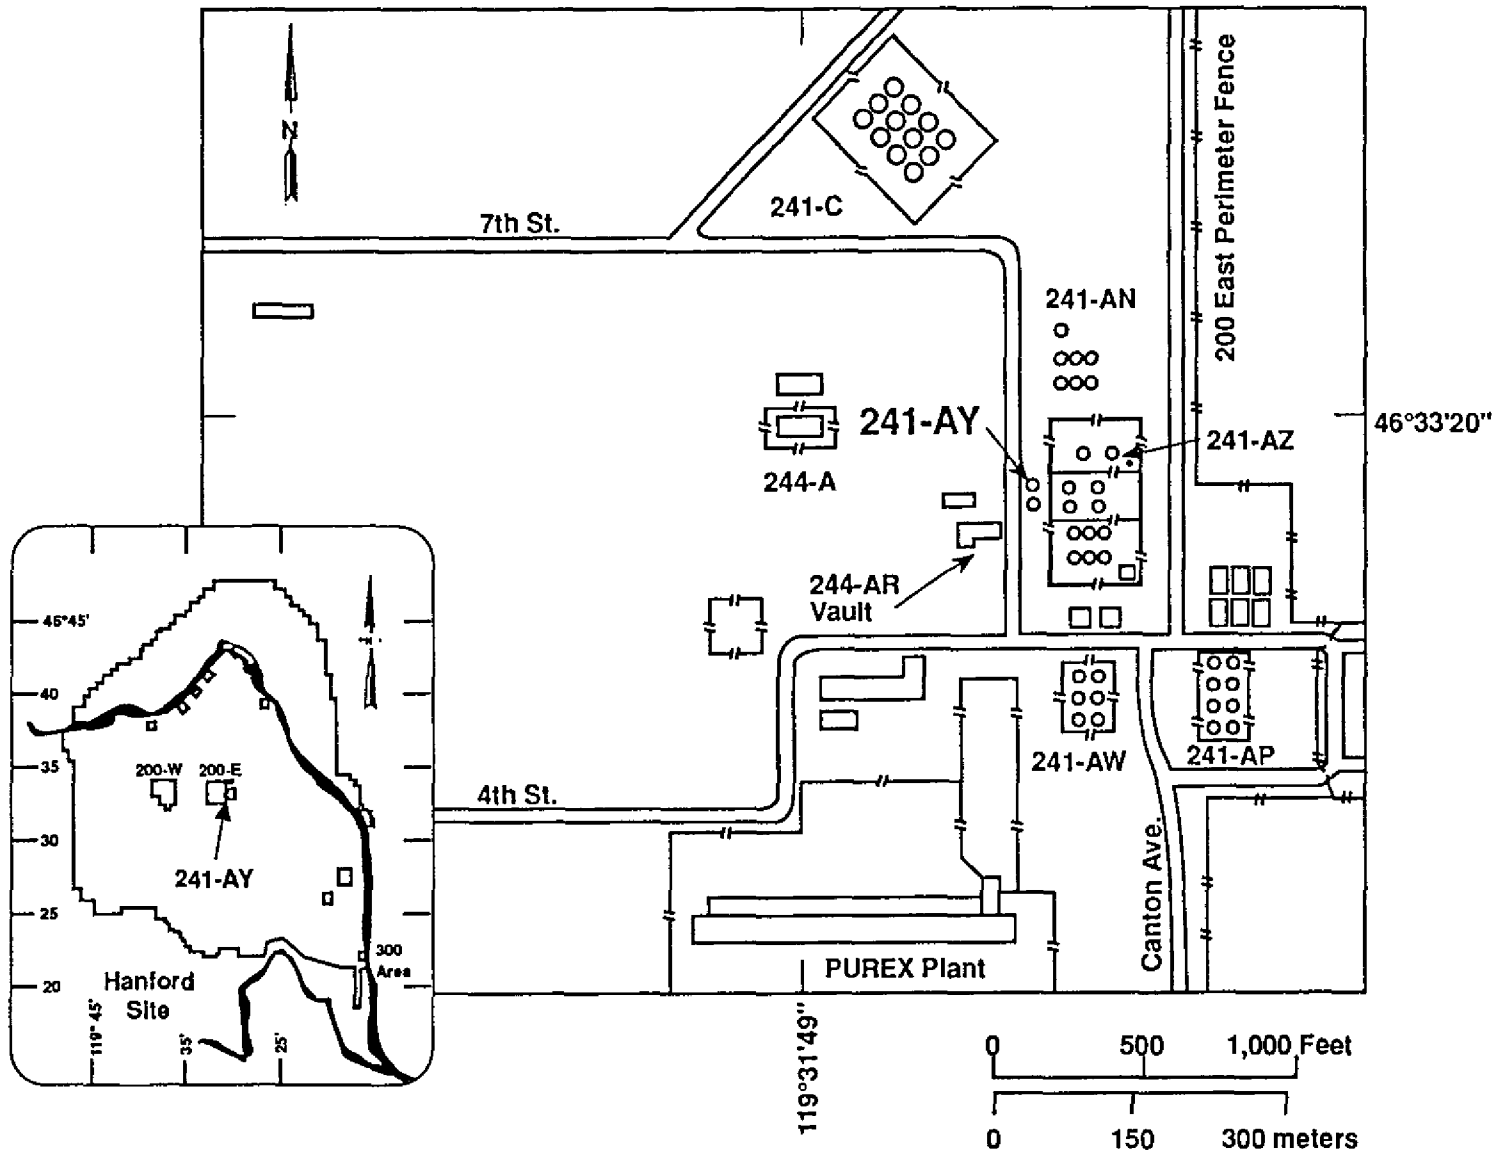 N
7th St.
241-C
200 East Perimeter Fence
241-AN
241-AY
46°33'20"
241-AZ
244-A
244-AR
Vault
241-AW
241-AP
4th St.
Canton Ave.
PUREX Plant
119°31'49"
46°45'
40
35
30
25
20
200-W
200-E
241-AY
300
Area
Hanford
Site
119° 45'
35'
25'
0
500
1,000 Feet
0
150
300 meters